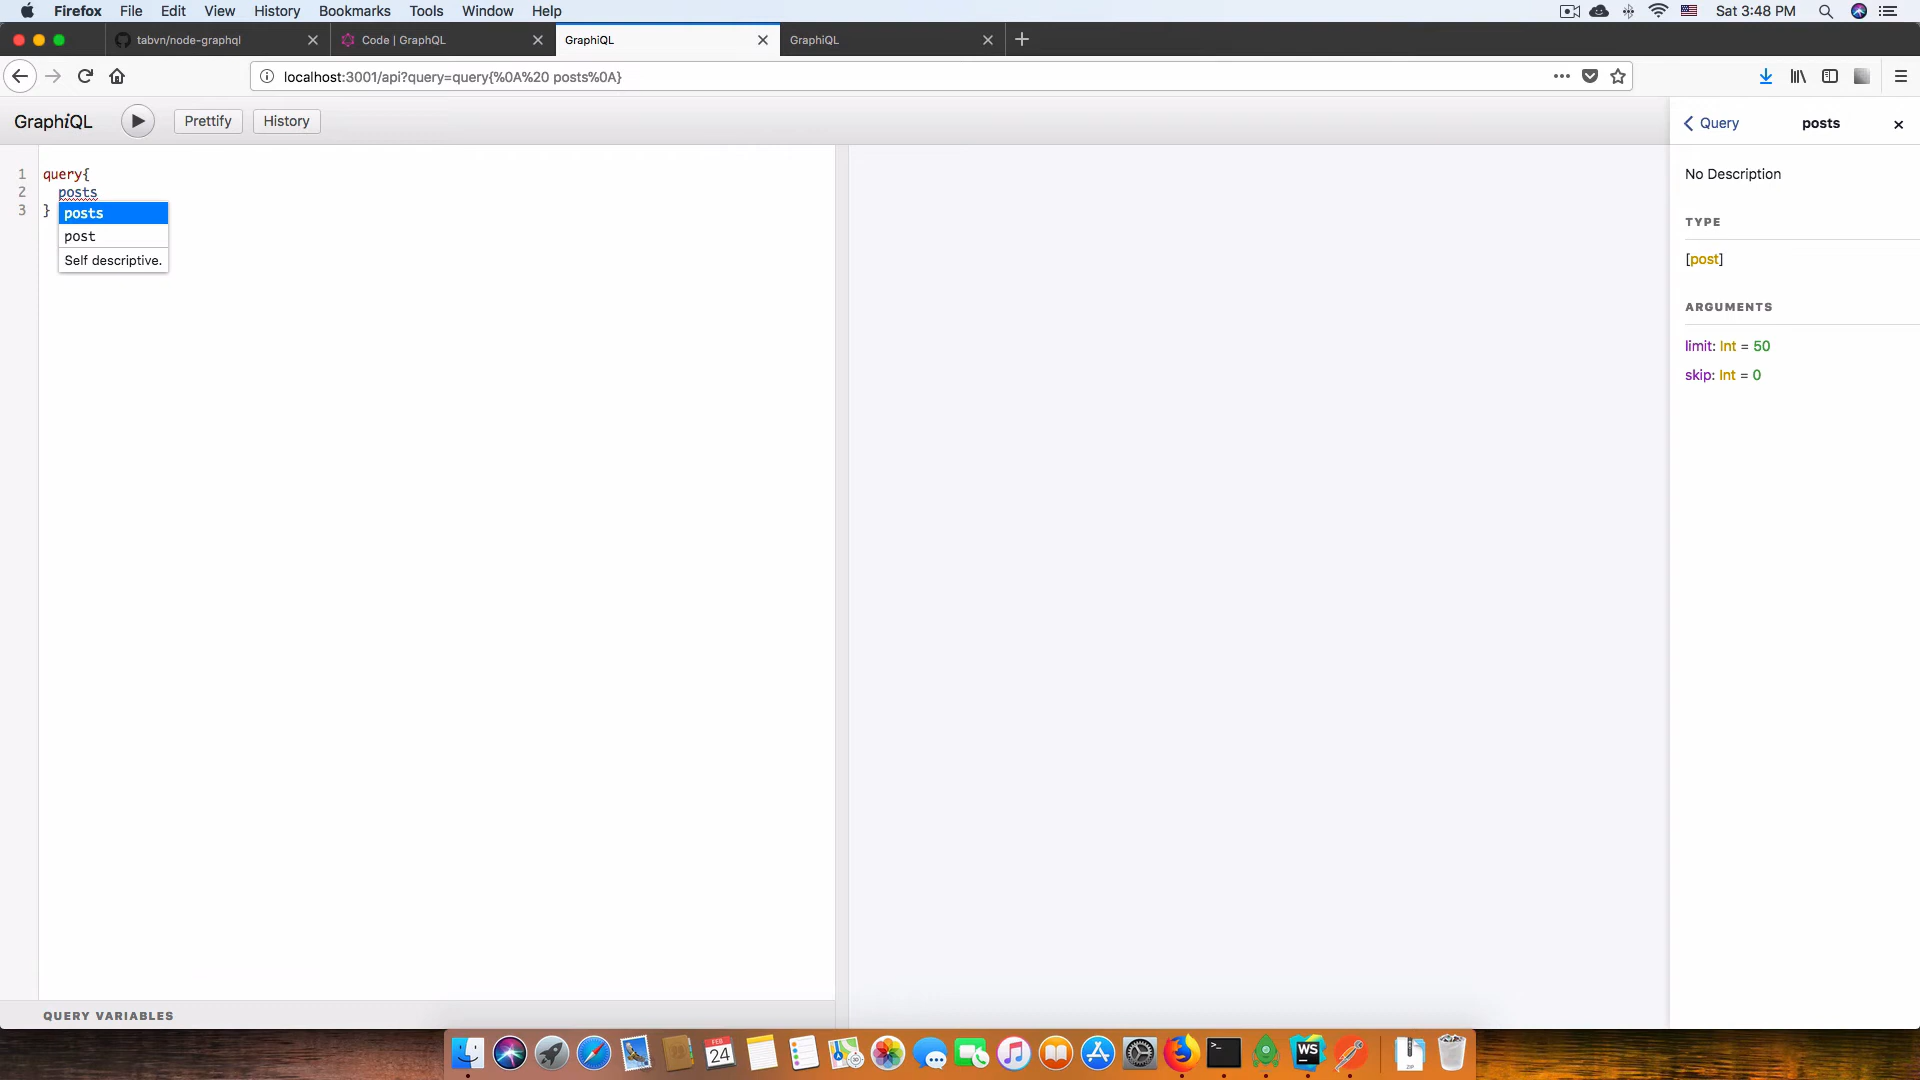 Firefox File Edit View History Bookmarks Tools Window Help Sat 3:48 PM
tabvn/node-graphql Code | GraphQL GraphiQL GraphiQL
localhost:3001/api?query=query{%0A%20 posts%0A}
GraphiQL Prettify History
Query posts
1 query{
2 posts
3 }
posts
post
Self descriptive.
No Description
TYPE
[post]
ARGUMENTS
limit: Int = 50
skip: Int = 0
QUERY VARIABLES
FEB
24
WS
ZIP